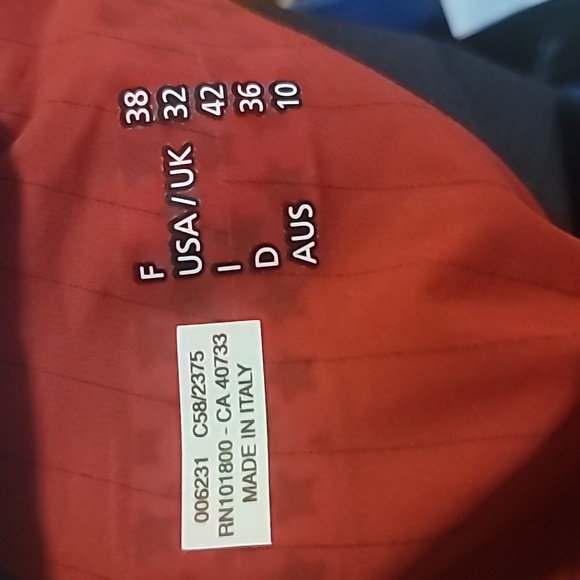 F 38
USA / UK 32
I 42
D 36
AUS 10
006231 C58/2375
RN101800 - CA 40733
MADE IN ITALY